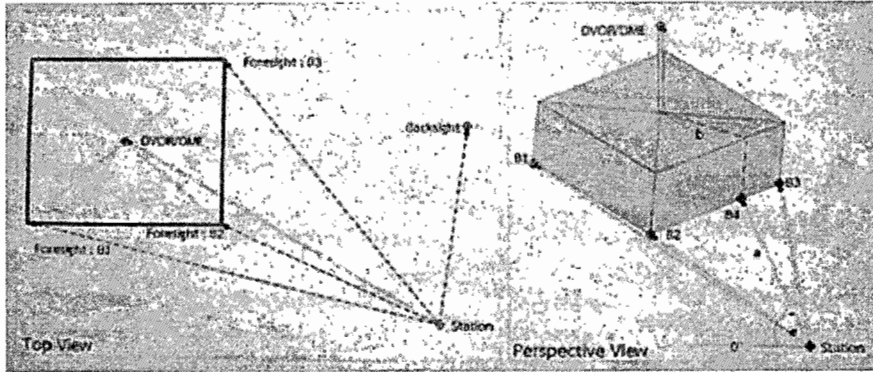 Foresight : B3
Backsight
DVOR/DME
Foresight : B2
Foresight : B1
Station
Top View
DVOR/DME
b
B1
B3
B4
B2
a
0
Station
Perspective View